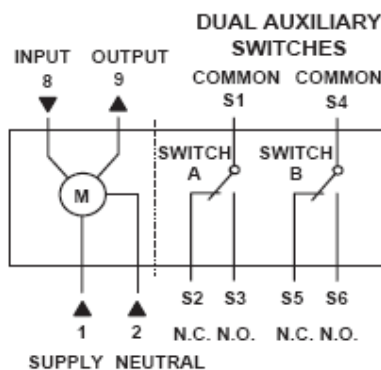 DUAL AUXILIARY
SWITCHES
INPUT OUTPUT
8 9
COMMON COMMON
S1 S4
SWITCH
A
SWITCH
B
M
S2 S3 S5 S6
1 2
N.C. N.O. N.C. N.O.
SUPPLY NEUTRAL